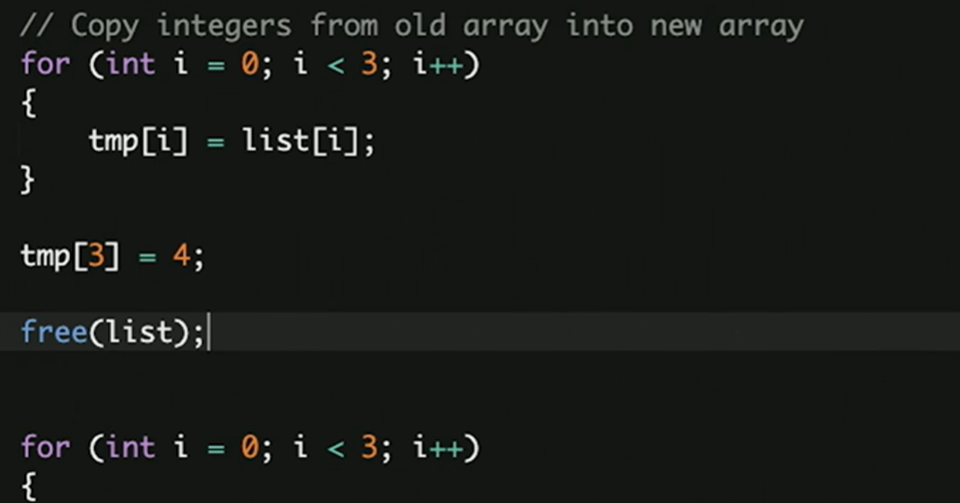 // Copy integers from old array into new array
for (int i = 0; i < 3; i++)
{
    tmp[i] = list[i];
}
tmp[3] = 4;
free(list);
for (int i = 0; i < 3; i++)
{